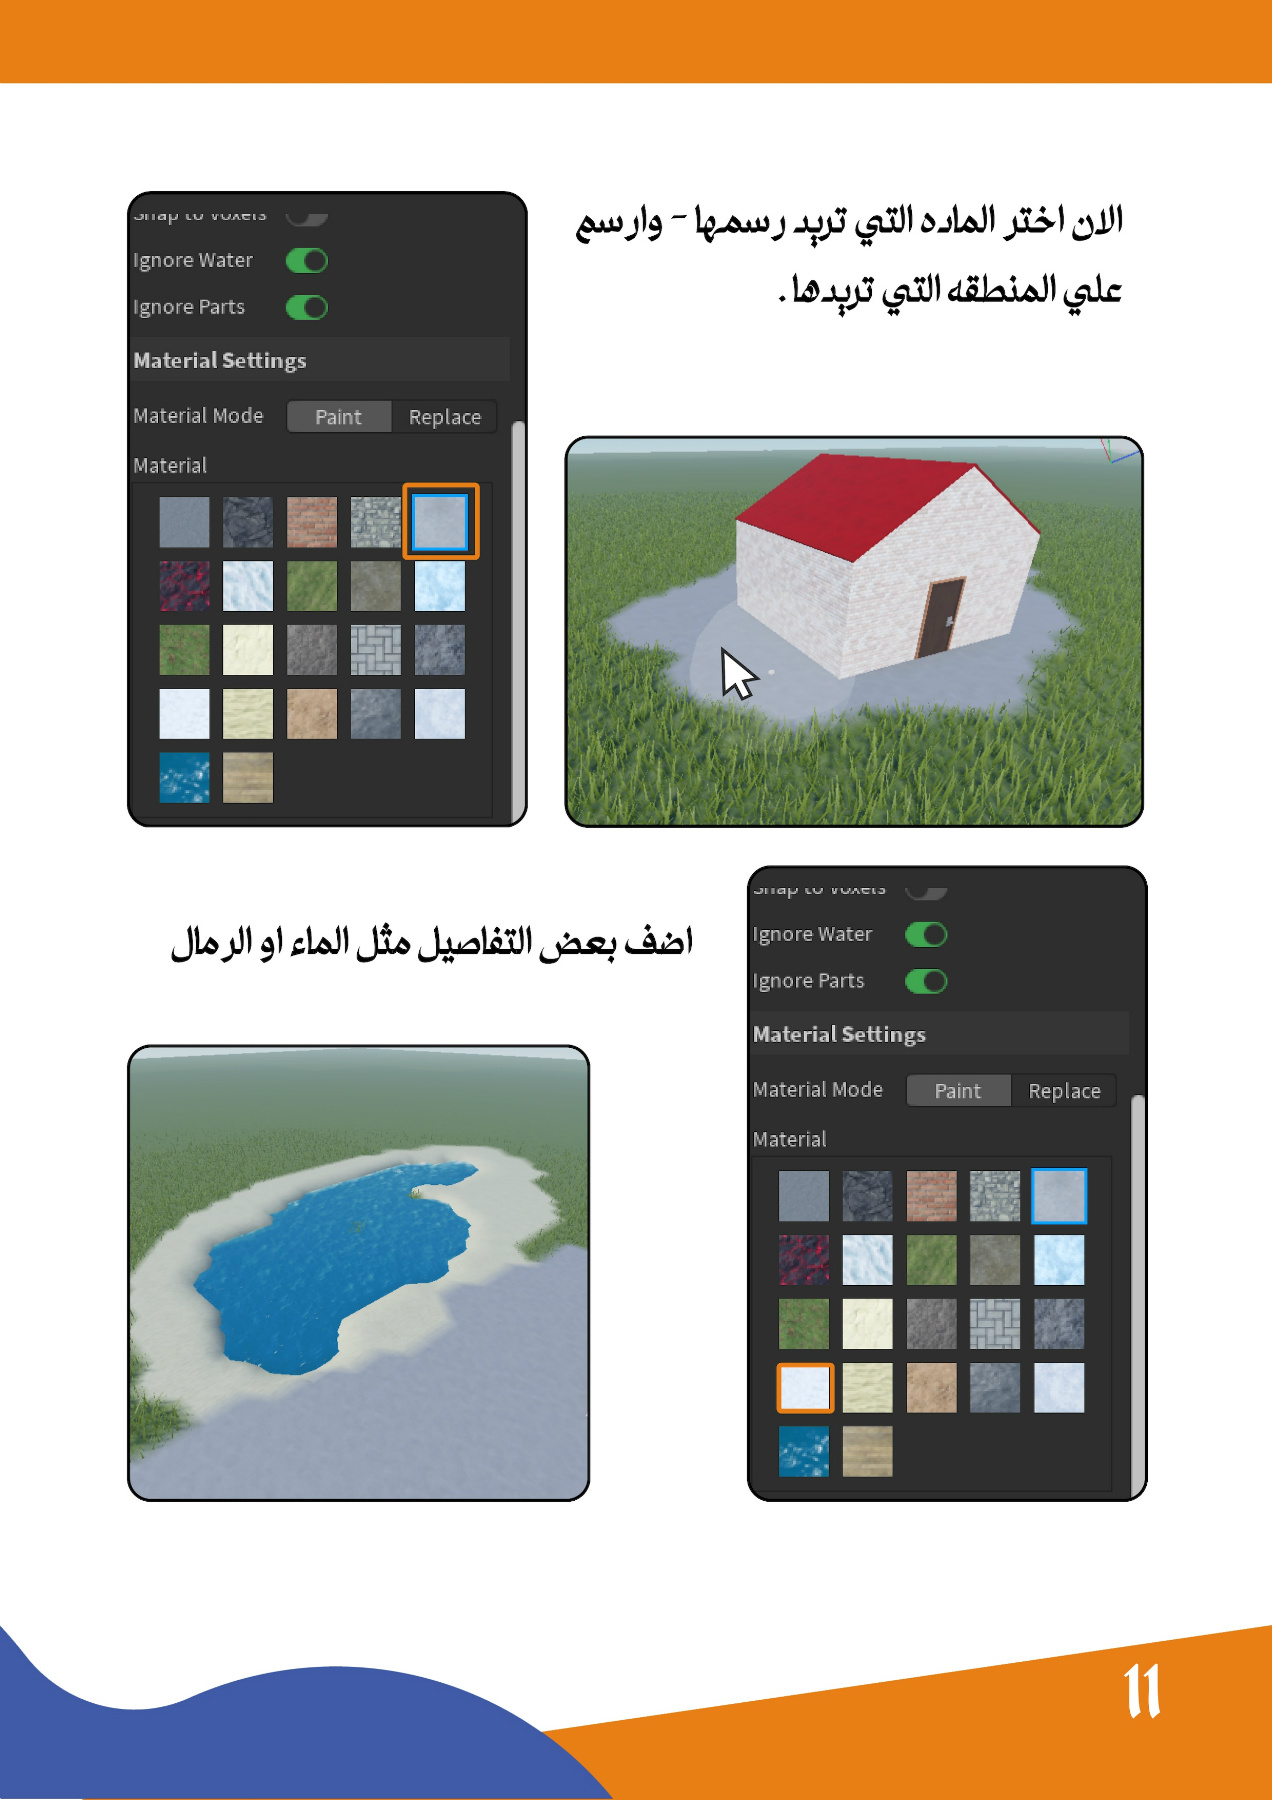 الان اختر الماده التي تريد رسمها - وارسم
علي المنطقه التي تريدها.
Snap to Voxels
Ignore Water
Ignore Parts
Material Settings
Material Mode Paint Replace
Material
اضف بعض التفاصيل مثل الماء او الرمال
Snap to Voxels
Ignore Water
Ignore Parts
Material Settings
Material Mode Paint Replace
Material
11